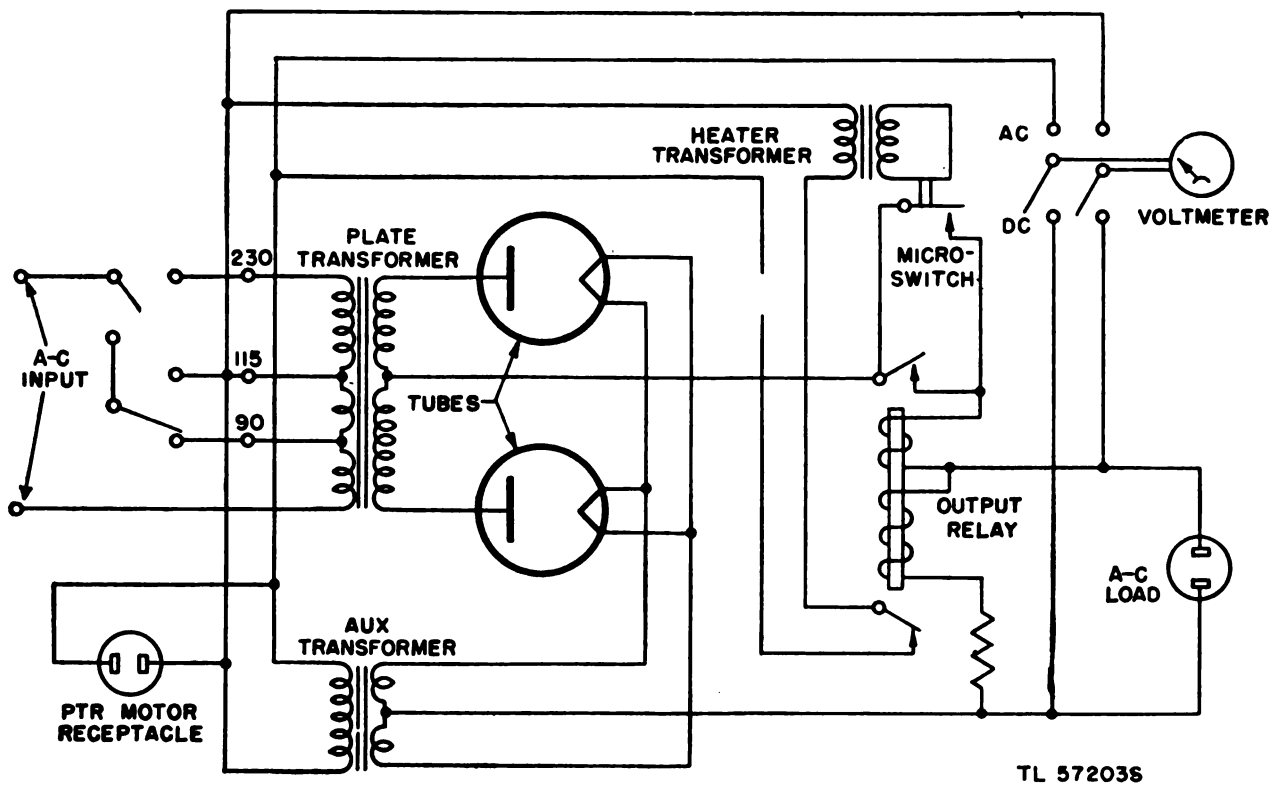 HEATER
TRANSFORMER
AC
DC
VOLTMETER
PLATE
TRANSFORMER
MICRO-
SWITCH
230
115
90
A-C
INPUT
TUBES
OUTPUT
RELAY
A-C
LOAD
AUX
TRANSFORMER
PTR MOTOR
RECEPTACLE
TL 57203S